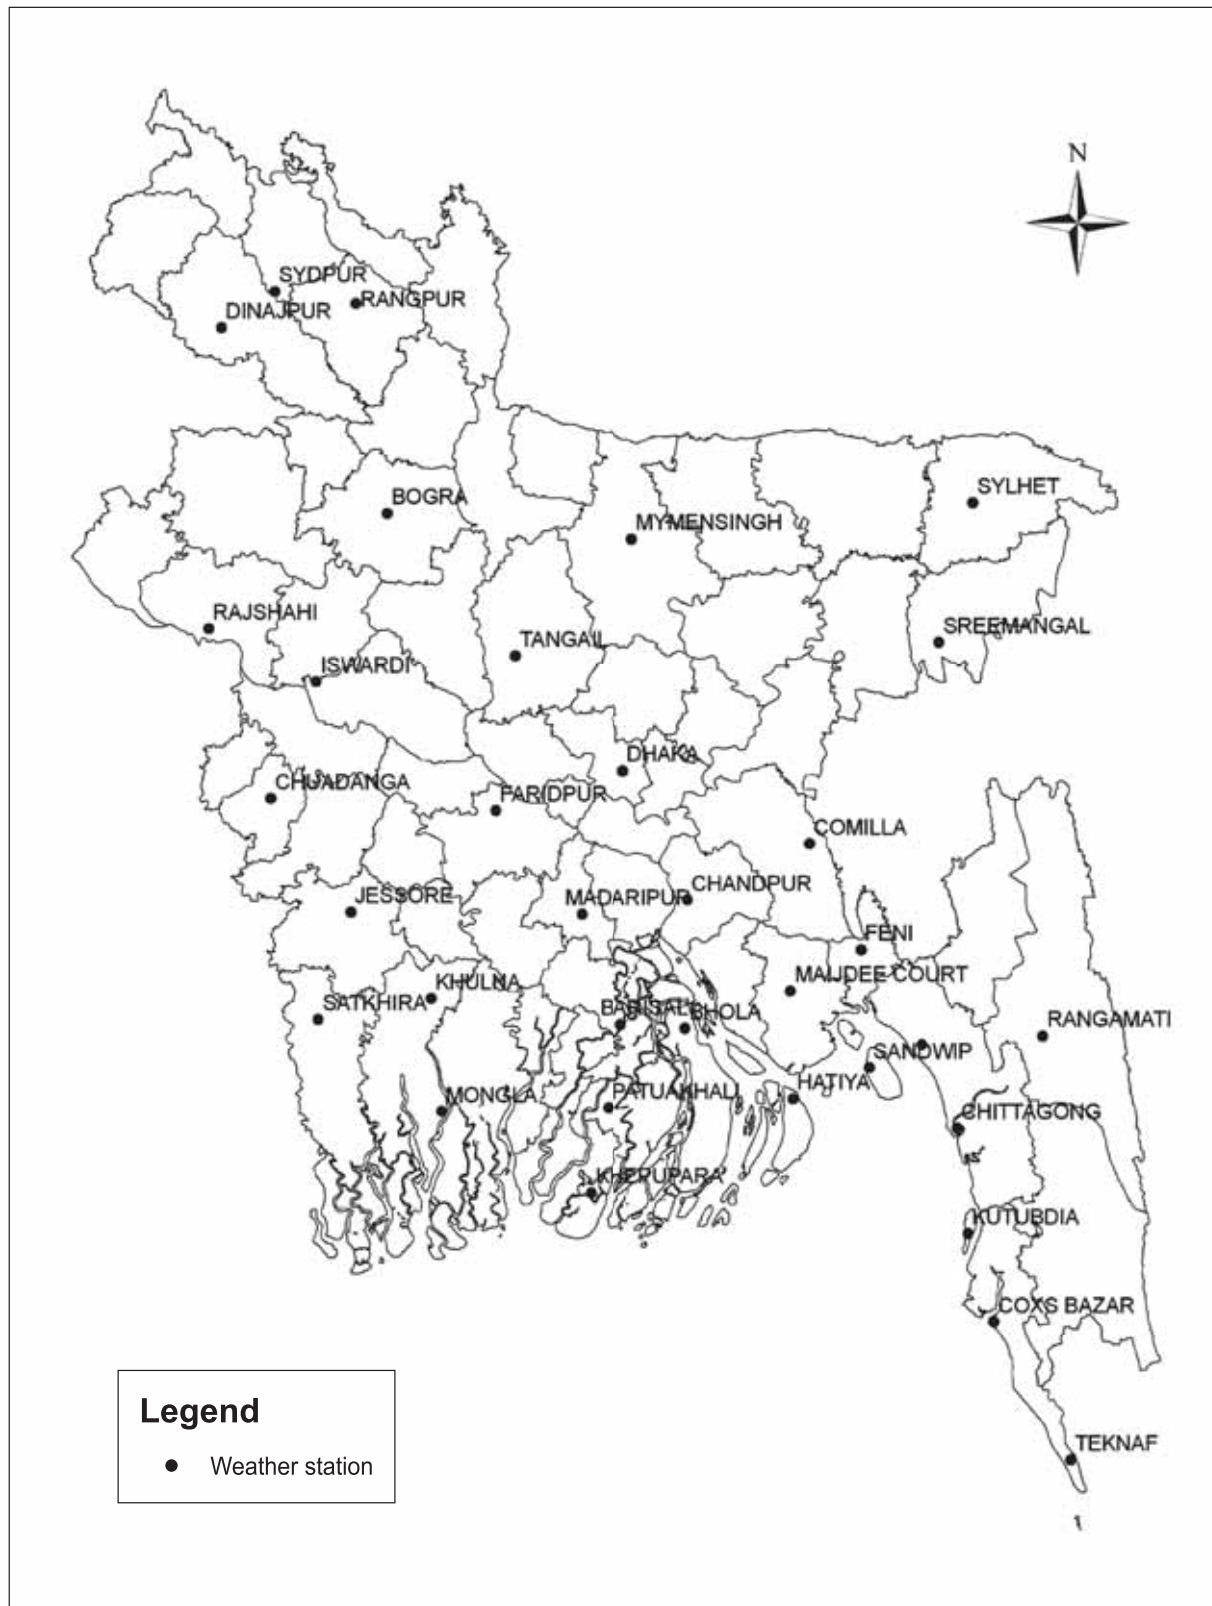 N
SYDPUR
RANGPUR
DINAJPUR
BOGRA
SYLHET
MYMENSINGH
RAJSHAHI
SREEMANGAL
TANGAIL
ISWARDI
DHAKA
CHUADANGA
FARIDPUR
COMILLA
CHANDPUR
JESSORE
MADARIPUR
FENI
MAIJDEE COURT
KHULNA
SATKHIRA
BARISAL
BHOLA
RANGAMATI
SANDWIP
HATIYA
MONGLA
PATUAKHALI
CHITTAGONG
KHEPUPARA
KUTUBDIA
COXS BAZAR
Legend
Weather station
TEKNAF